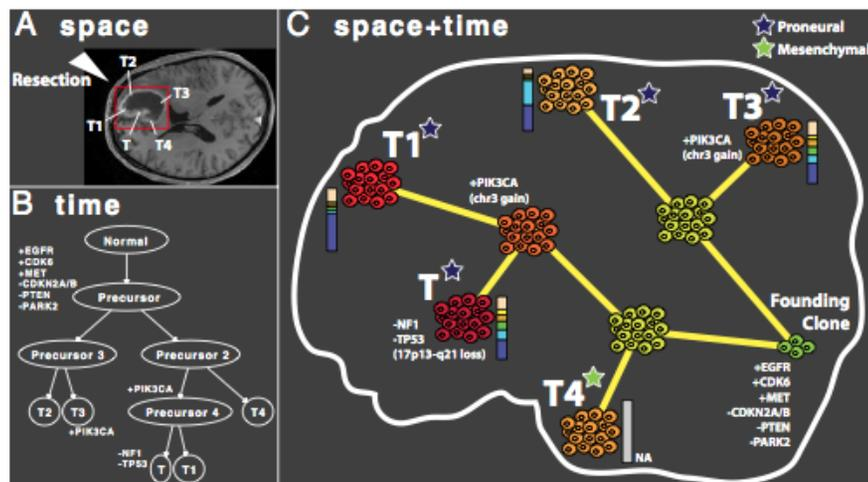 A space
Resection
T2
T3
T1
T
T4
B time
Normal
+EGFR
+CDK6
+MET
-CDKN2A/B
-PTEN
-PARK2
Precursor
Precursor 3
Precursor 2
+PIK3CA
T2
T3
Precursor 4
T4
+PIK3CA
-NF1
-TP53
T
T1
C space+time
Proneural
Mesenchymal
T1
T2
T3
+PIK3CA
(chr3 gain)
+PIK3CA
(chr3 gain)
T
-NF1
-TP53
(17p13-q21 loss)
Founding
Clone
+EGFR
+CDK6
+MET
-CDKN2A/B
-PTEN
-PARK2
T4
NA